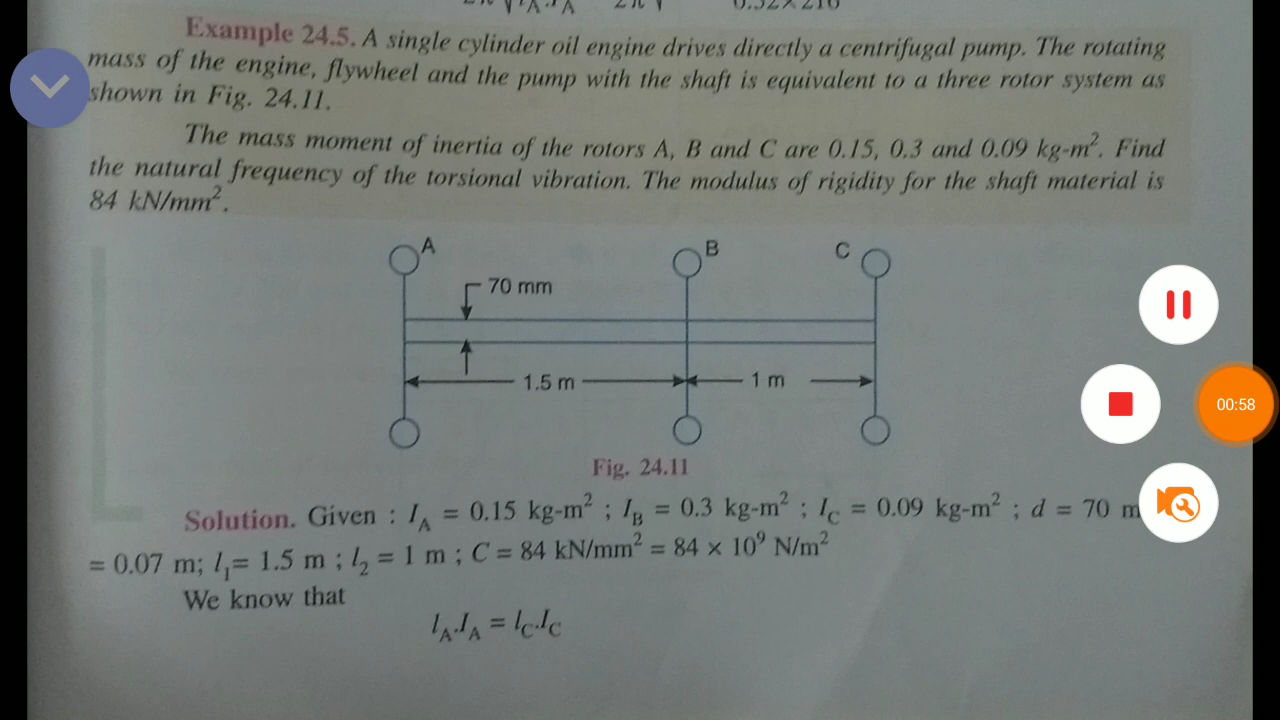 Example 24.5. A single cylinder oil engine drives directly a centrifugal pump. The rotating
mass of the engine, flywheel and the pump with the shaft is equivalent to a three rotor system as
shown in Fig. 24.11.
The mass moment of inertia of the rotors A, B and C are 0.15, 0.3 and 0.09 kg-m². Find
the natural frequency of the torsional vibration. The modulus of rigidity for the shaft material is
84 kN/mm².
A B C
70 mm
1.5 m 1 m
00:58
Fig. 24.11
Solution. Given : I_A = 0.15 kg-m² ; I_B = 0.3 kg-m² ; I_C = 0.09 kg-m² ; d = 70 m
= 0.07 m; l₁= 1.5 m ; l₂ = 1 m ; C = 84 kN/mm² = 84 × 10⁹ N/m²
We know that
l_A.I_A = l_C.I_C